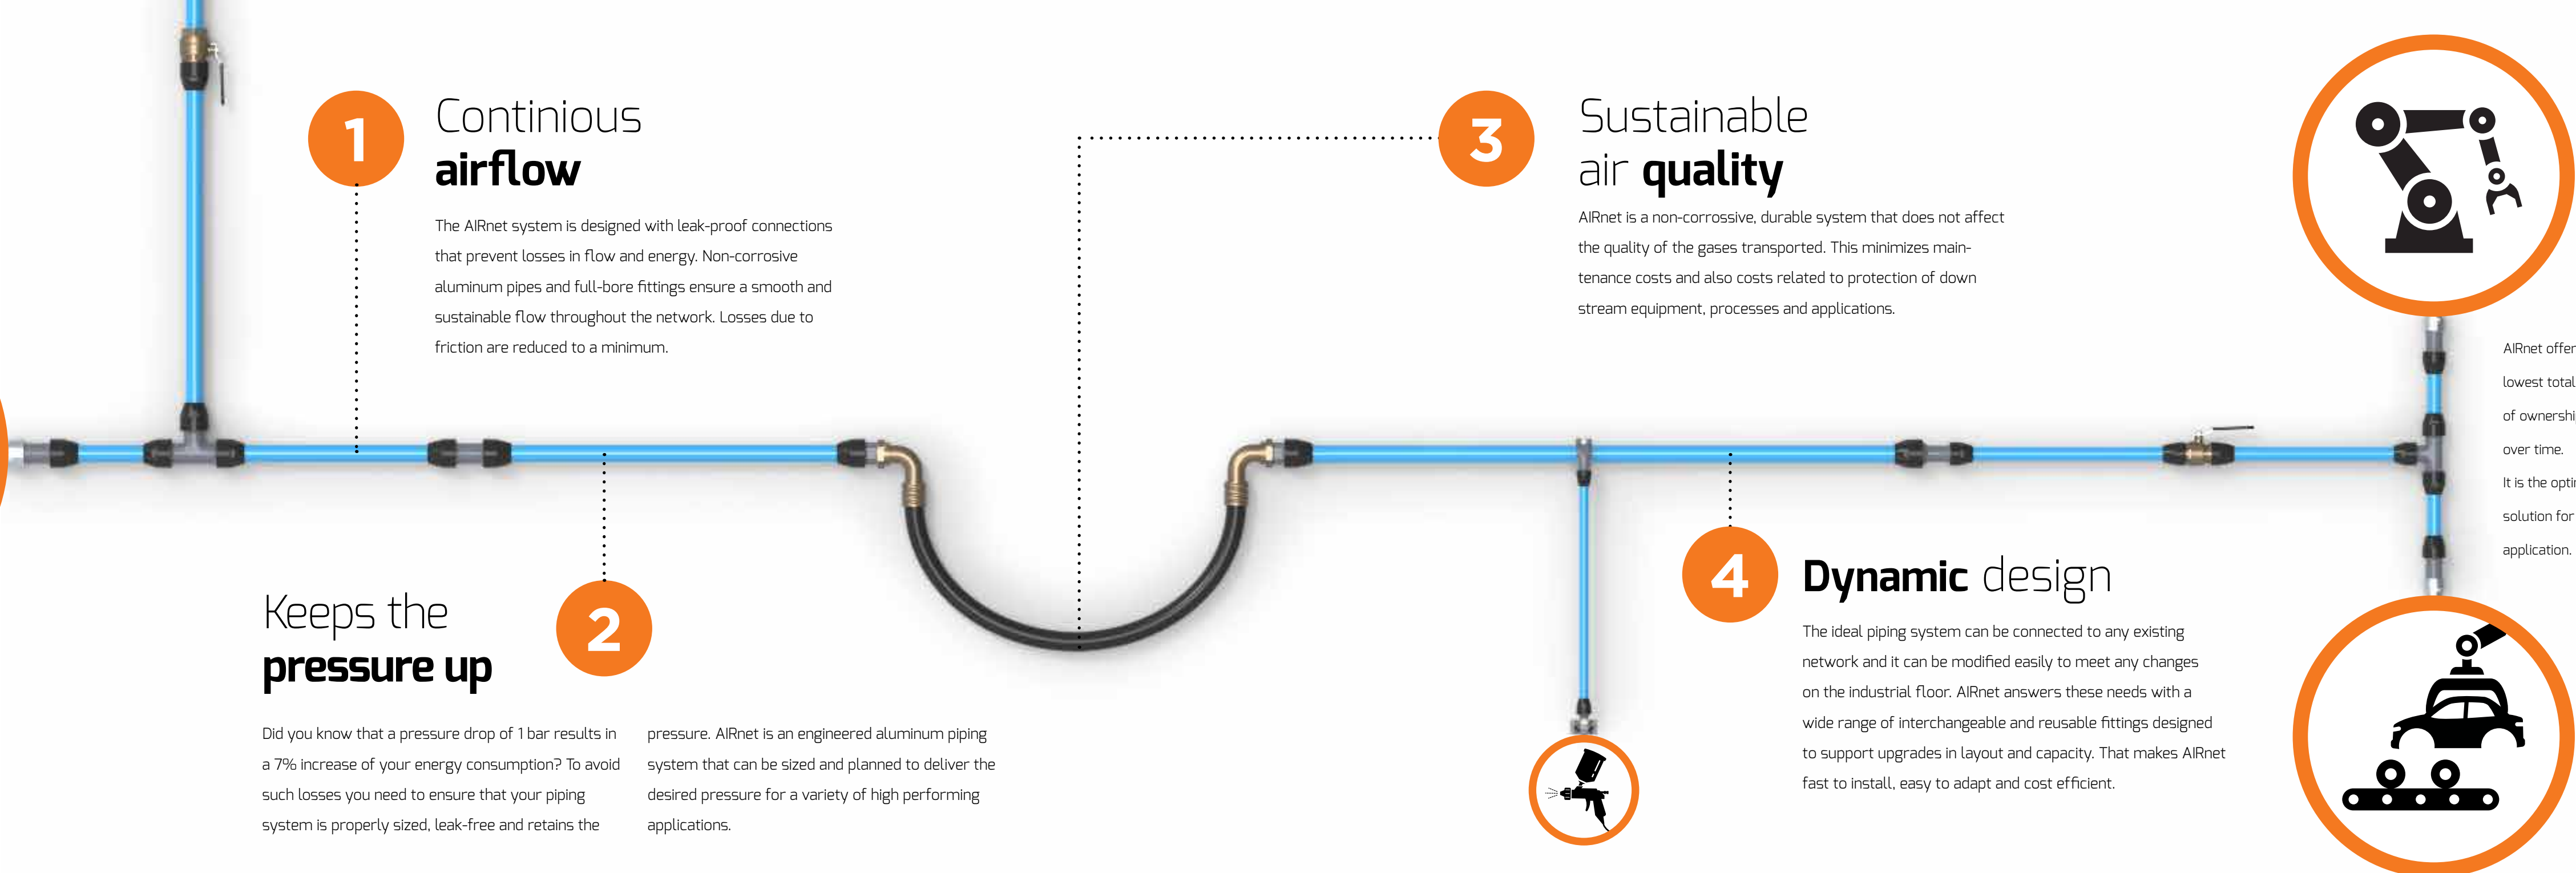 1
Continious
airflow
The AIRnet system is designed with leak-proof connections
that prevent losses in flow and energy. Non-corrosive
aluminum pipes and full-bore fittings ensure a smooth and
sustainable flow throughout the network. Losses due to
friction are reduced to a minimum.
Keeps the
pressure up
2
Did you know that a pressure drop of 1 bar results in
a 7% increase of your energy consumption? To avoid
such losses you need to ensure that your piping
system is properly sized, leak-free and retains the
pressure. AIRnet is an engineered aluminum piping
system that can be sized and planned to deliver the
desired pressure for a variety of high performing
applications.
3
Sustainable
air quality
AIRnet is a non-corrossive, durable system that does not affect
the quality of the gases transported. This minimizes main-
tenance costs and also costs related to protection of down
stream equipment, processes and applications.
4
Dynamic design
The ideal piping system can be connected to any existing
network and it can be modified easily to meet any changes
on the industrial floor. AIRnet answers these needs with a
wide range of interchangeable and reusable fittings designed
to support upgrades in layout and capacity. That makes AIRnet
fast to install, easy to adapt and cost efficient.
AIRnet
lowest total
of
over time.
It is the
solution for
application.